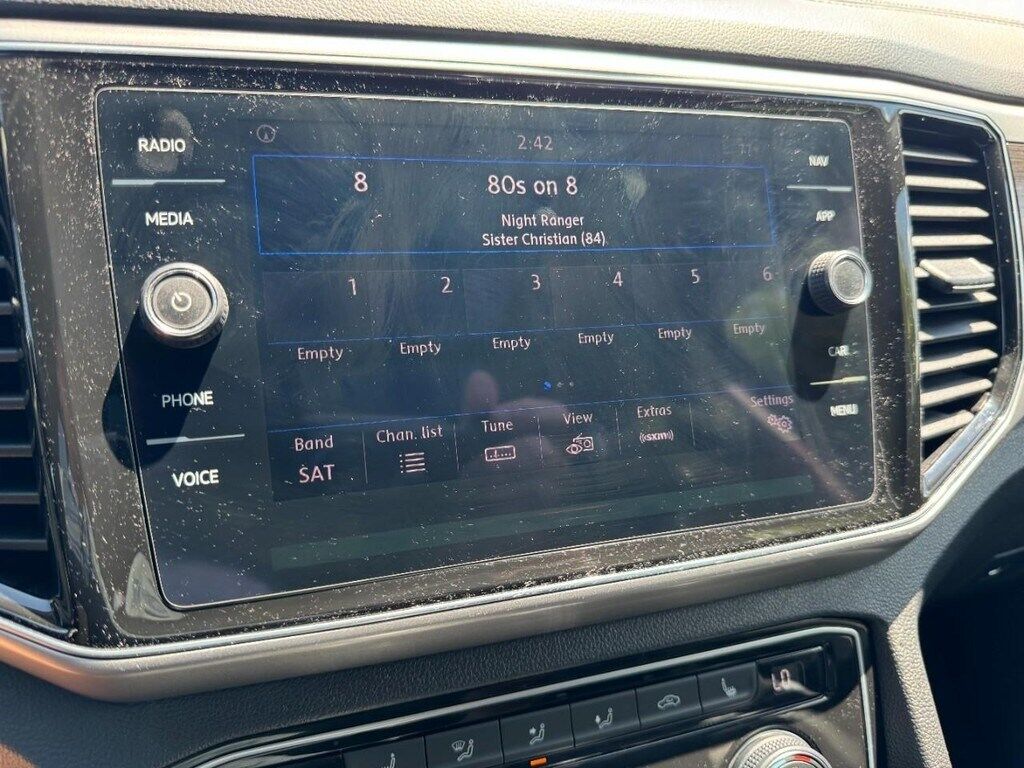 2:42
RADIO
MEDIA
PHONE
VOICE
8 80s on 8
Night Ranger
Sister Christian (84)
1 2 3 4 5 6
Empty Empty Empty Empty Empty Empty
Band Chan. list Tune View Extras Settings
SAT
((sxm))
NAV
APP
CAR
MENU